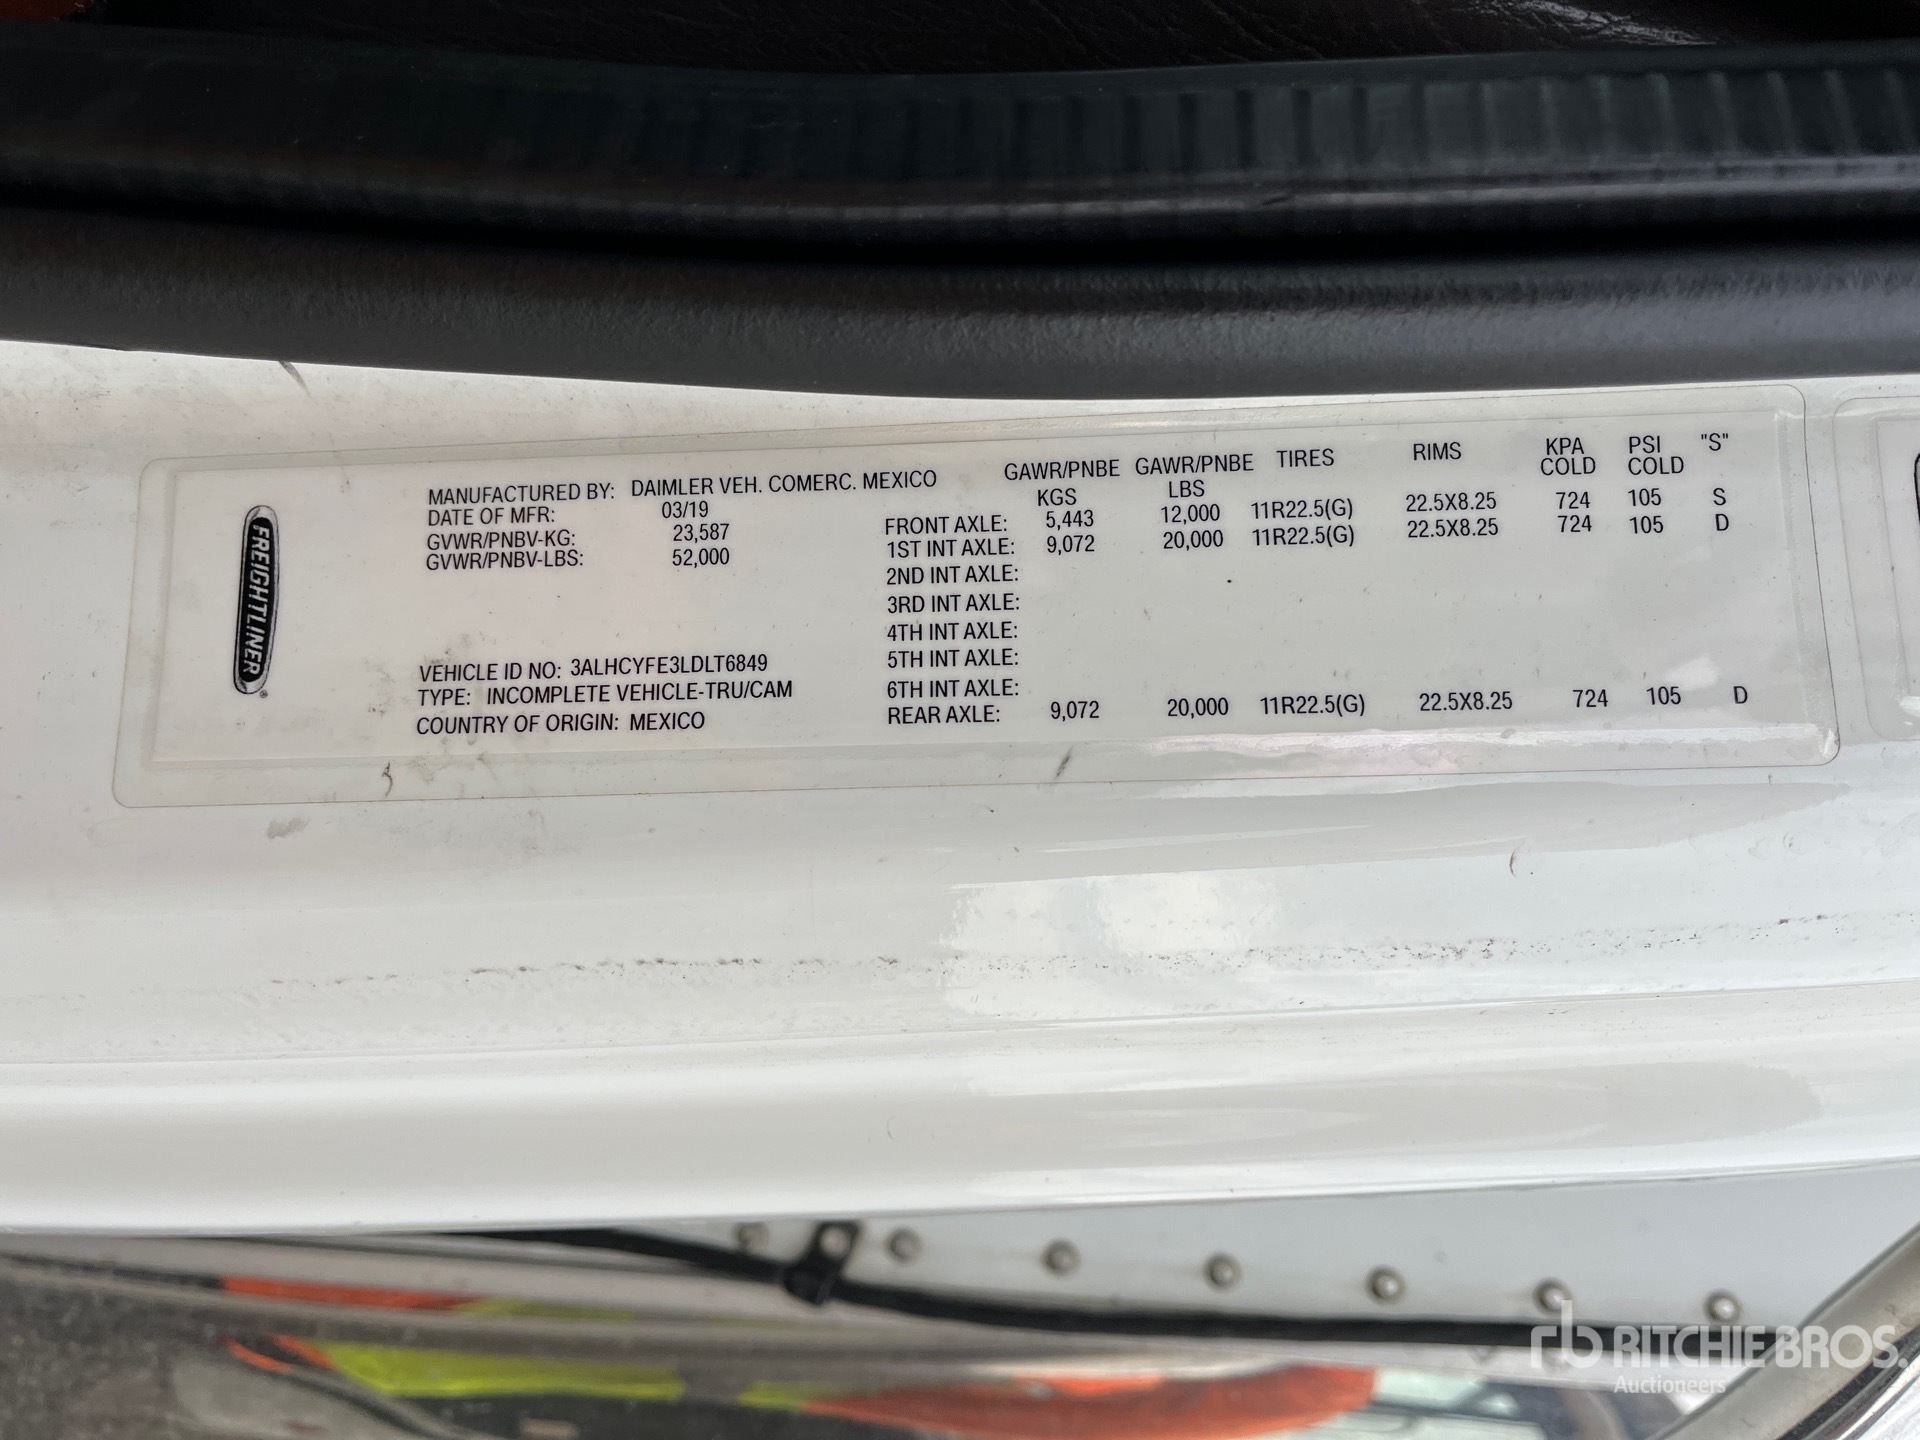 FREIGHTLINER®
MANUFACTURED BY: DAIMLER VEH. COMERC. MEXICO
DATE OF MFR: 03/19
GVWR/PNBV-KG: 23,587
GVWR/PNBV-LBS: 52,000
VEHICLE ID NO: 3ALHCYFE3LDLT6849
TYPE: INCOMPLETE VEHICLE-TRU/CAM
COUNTRY OF ORIGIN: MEXICO
GAWR/PNBE GAWR/PNBE TIRES RIMS KPA PSI "S"
KGS LBS COLD COLD
FRONT AXLE: 5,443 12,000 11R22.5(G) 22.5X8.25 724 105 S
1ST INT AXLE: 9,072 20,000 11R22.5(G) 22.5X8.25 724 105 D
2ND INT AXLE:
3RD INT AXLE:
4TH INT AXLE:
5TH INT AXLE:
6TH INT AXLE:
REAR AXLE: 9,072 20,000 11R22.5(G) 22.5X8.25 724 105 D
rb RITCHIE BROS.
Auctioneers